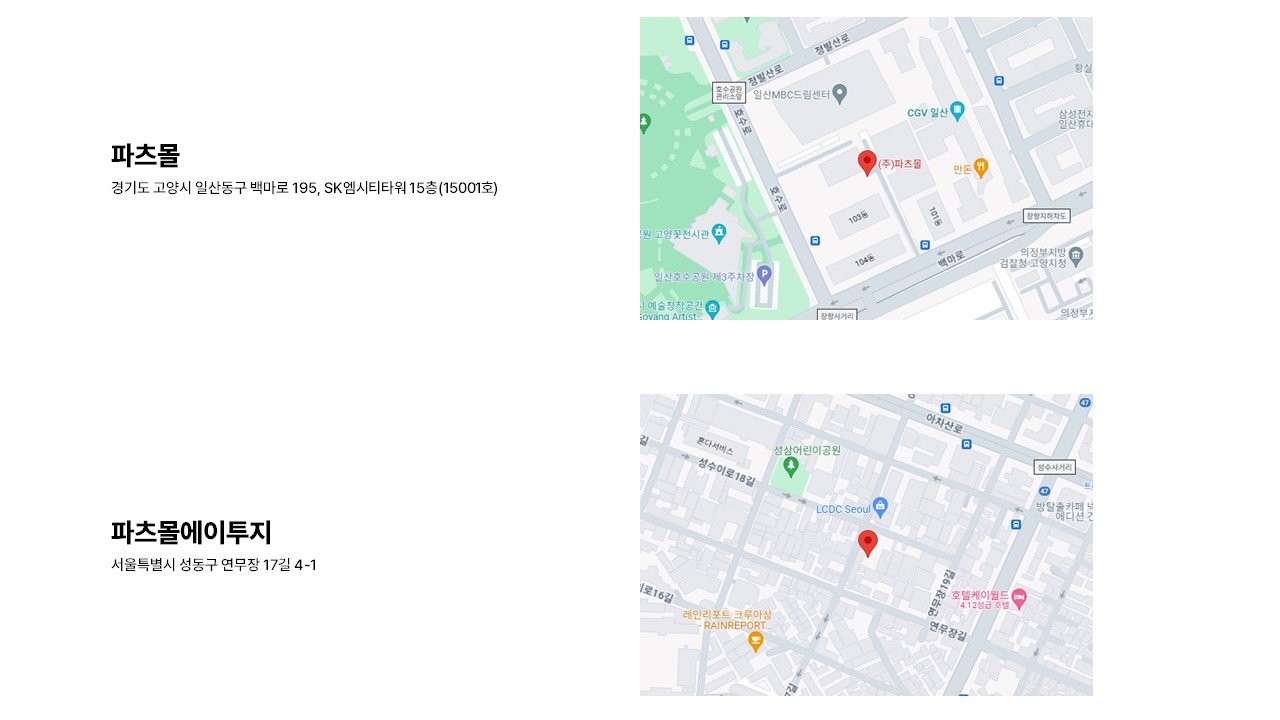 파츠몰
경기도 고양시 일산동구 백마로 195, SK엠시티타워 15층(15001호)
정발산로
정발산로
호수공원
관리소앞
일산MBC드림센터
호수로
CGV 일산
황실
삼성전자
일산휴대
(주)파츠몰
만돈
호수로
103동
101동
장항지하차도
원 고양꽃전시관
104동
백마로
의정부지방
검찰청 고양지청
일산호수공원 제3주차장
시 예술창작공간
Goyang Artist...
장항사거리
의정부지
파츠몰에이투지
서울특별시 성동구 연무장 17길 4-1
47
아차산로
혼다서비스
성삼어린이공원
성수이로18길
성수사거리
47
LCDC Seoul
방탈출카페 넥
에디션 건
연무장19길
로16길
호텔케이월드
4.1 2성급 호텔
레인리포트 크루아상
- RAINREPORT...
연무장길
7길